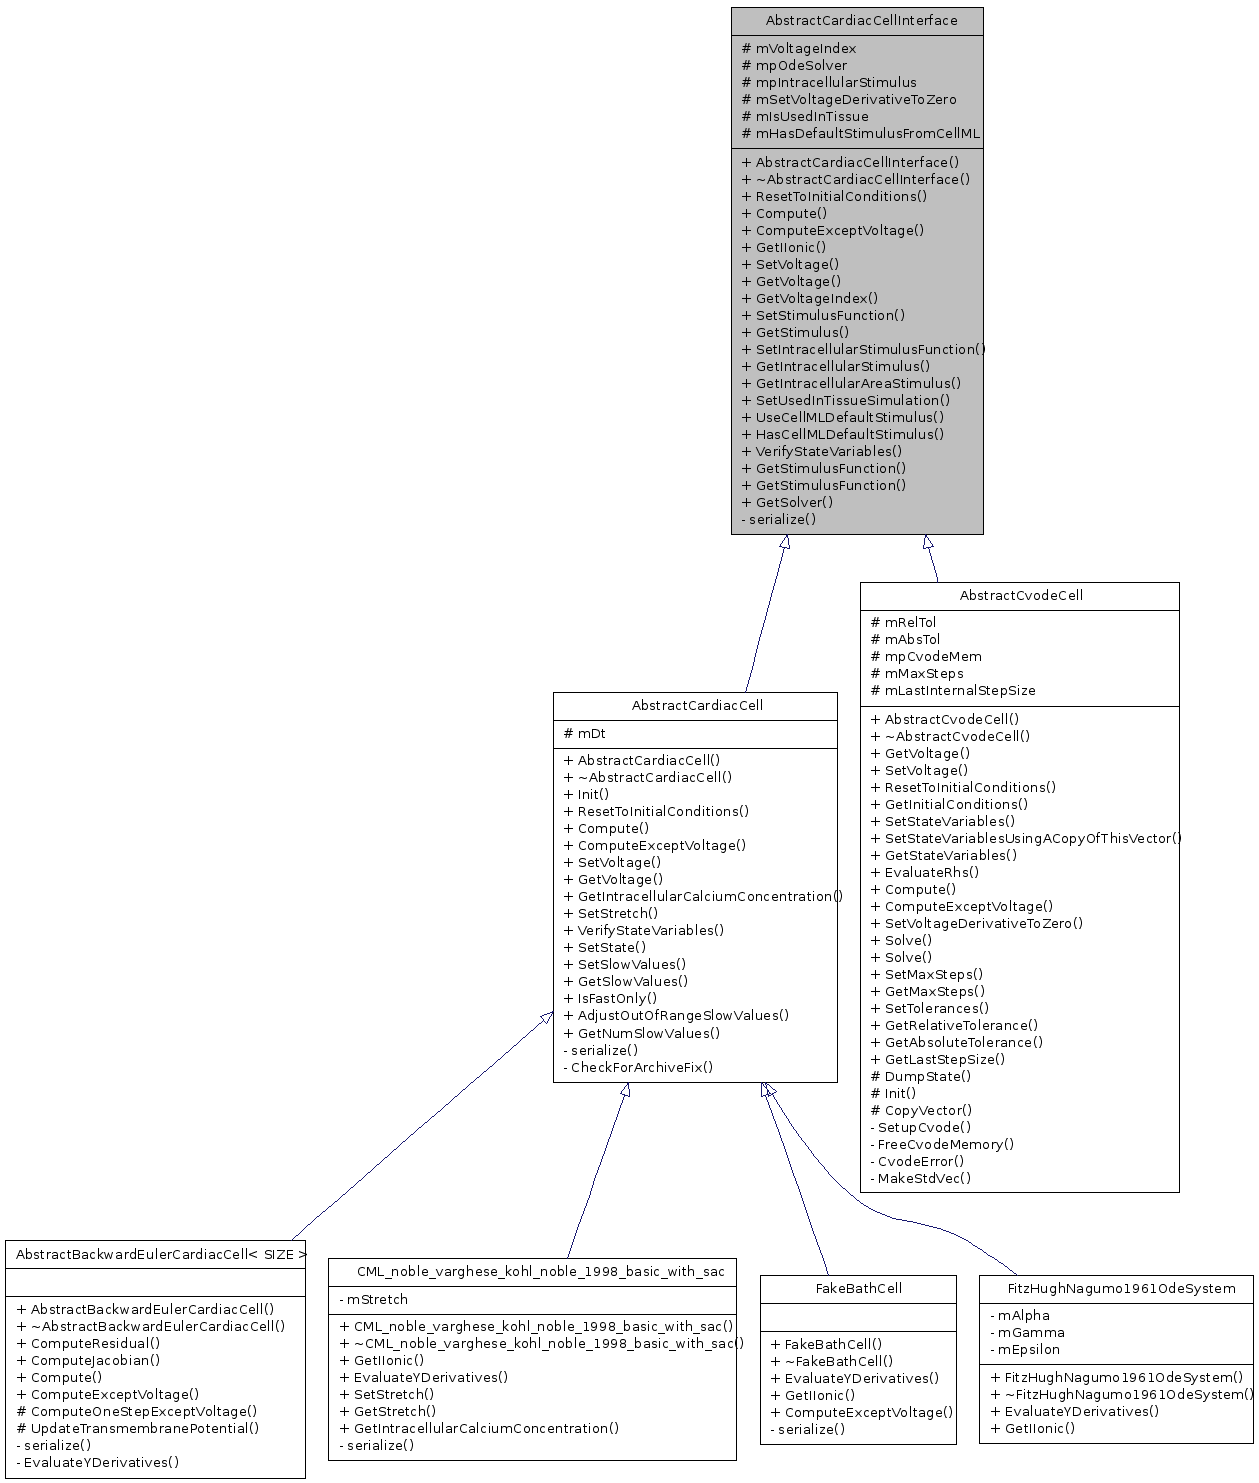 AbstractCardiacCellInterface
# mVoltageIndex
# mpOdeSolver
# mpIntracellularStimulus
# mSetVoltageDerivativeToZero
# mIsUsedInTissue
# mHasDefaultStimulusFromCellML
+ AbstractCardiacCellInterface()
+ ~AbstractCardiacCellInterface()
+ ResetToInitialConditions()
+ Compute()
+ ComputeExceptVoltage()
+ GetIIonic()
+ SetVoltage()
+ GetVoltage()
+ GetVoltageIndex()
+ SetStimulusFunction()
+ GetStimulus()
+ SetIntracellularStimulusFunction()
+ GetIntracellularStimulus()
+ GetIntracellularAreaStimulus()
+ SetUsedInTissueSimulation()
+ UseCellMLDefaultStimulus()
+ HasCellMLDefaultStimulus()
+ VerifyStateVariables()
+ GetStimulusFunction()
+ GetStimulusFunction()
+ GetSolver()
- serialize()
AbstractCvodeCell
# mRelTol
# mAbsTol
# mpCvodeMem
# mMaxSteps
# mLastInternalStepSize
+ AbstractCvodeCell()
+ ~AbstractCvodeCell()
+ GetVoltage()
+ SetVoltage()
+ ResetToInitialConditions()
+ GetInitialConditions()
+ SetStateVariables()
+ SetStateVariablesUsingACopyOfThisVector()
+ GetStateVariables()
+ EvaluateRhs()
+ Compute()
+ ComputeExceptVoltage()
+ SetVoltageDerivativeToZero()
+ Solve()
+ Solve()
+ SetMaxSteps()
+ GetMaxSteps()
+ SetTolerances()
+ GetRelativeTolerance()
+ GetAbsoluteTolerance()
+ GetLastStepSize()
# DumpState()
# Init()
# CopyVector()
- SetupCvode()
- FreeCvodeMemory()
- CvodeError()
- MakeStdVec()
AbstractCardiacCell
# mDt
+ AbstractCardiacCell()
+ ~AbstractCardiacCell()
+ Init()
+ ResetToInitialConditions()
+ Compute()
+ ComputeExceptVoltage()
+ SetVoltage()
+ GetVoltage()
+ GetIntracellularCalciumConcentration()
+ SetStretch()
+ VerifyStateVariables()
+ SetState()
+ SetSlowValues()
+ GetSlowValues()
+ IsFastOnly()
+ AdjustOutOfRangeSlowValues()
+ GetNumSlowValues()
- serialize()
- CheckForArchiveFix()
AbstractBackwardEulerCardiacCell< SIZE >
+ AbstractBackwardEulerCardiacCell()
+ ~AbstractBackwardEulerCardiacCell()
+ ComputeResidual()
+ ComputeJacobian()
+ Compute()
+ ComputeExceptVoltage()
# ComputeOneStepExceptVoltage()
# UpdateTransmembranePotential()
- serialize()
- EvaluateYDerivatives()
CML_noble_varghese_kohl_noble_1998_basic_with_sac
- mStretch
+ CML_noble_varghese_kohl_noble_1998_basic_with_sac()
+ ~CML_noble_varghese_kohl_noble_1998_basic_with_sac()
+ GetIIonic()
+ EvaluateYDerivatives()
+ SetStretch()
+ GetStretch()
+ GetIntracellularCalciumConcentration()
- serialize()
FakeBathCell
+ FakeBathCell()
+ ~FakeBathCell()
+ EvaluateYDerivatives()
+ GetIIonic()
+ ComputeExceptVoltage()
- serialize()
FitzHughNagumo1961OdeSystem
- mAlpha
- mGamma
- mEpsilon
+ FitzHughNagumo1961OdeSystem()
+ ~FitzHughNagumo1961OdeSystem()
+ EvaluateYDerivatives()
+ GetIIonic()